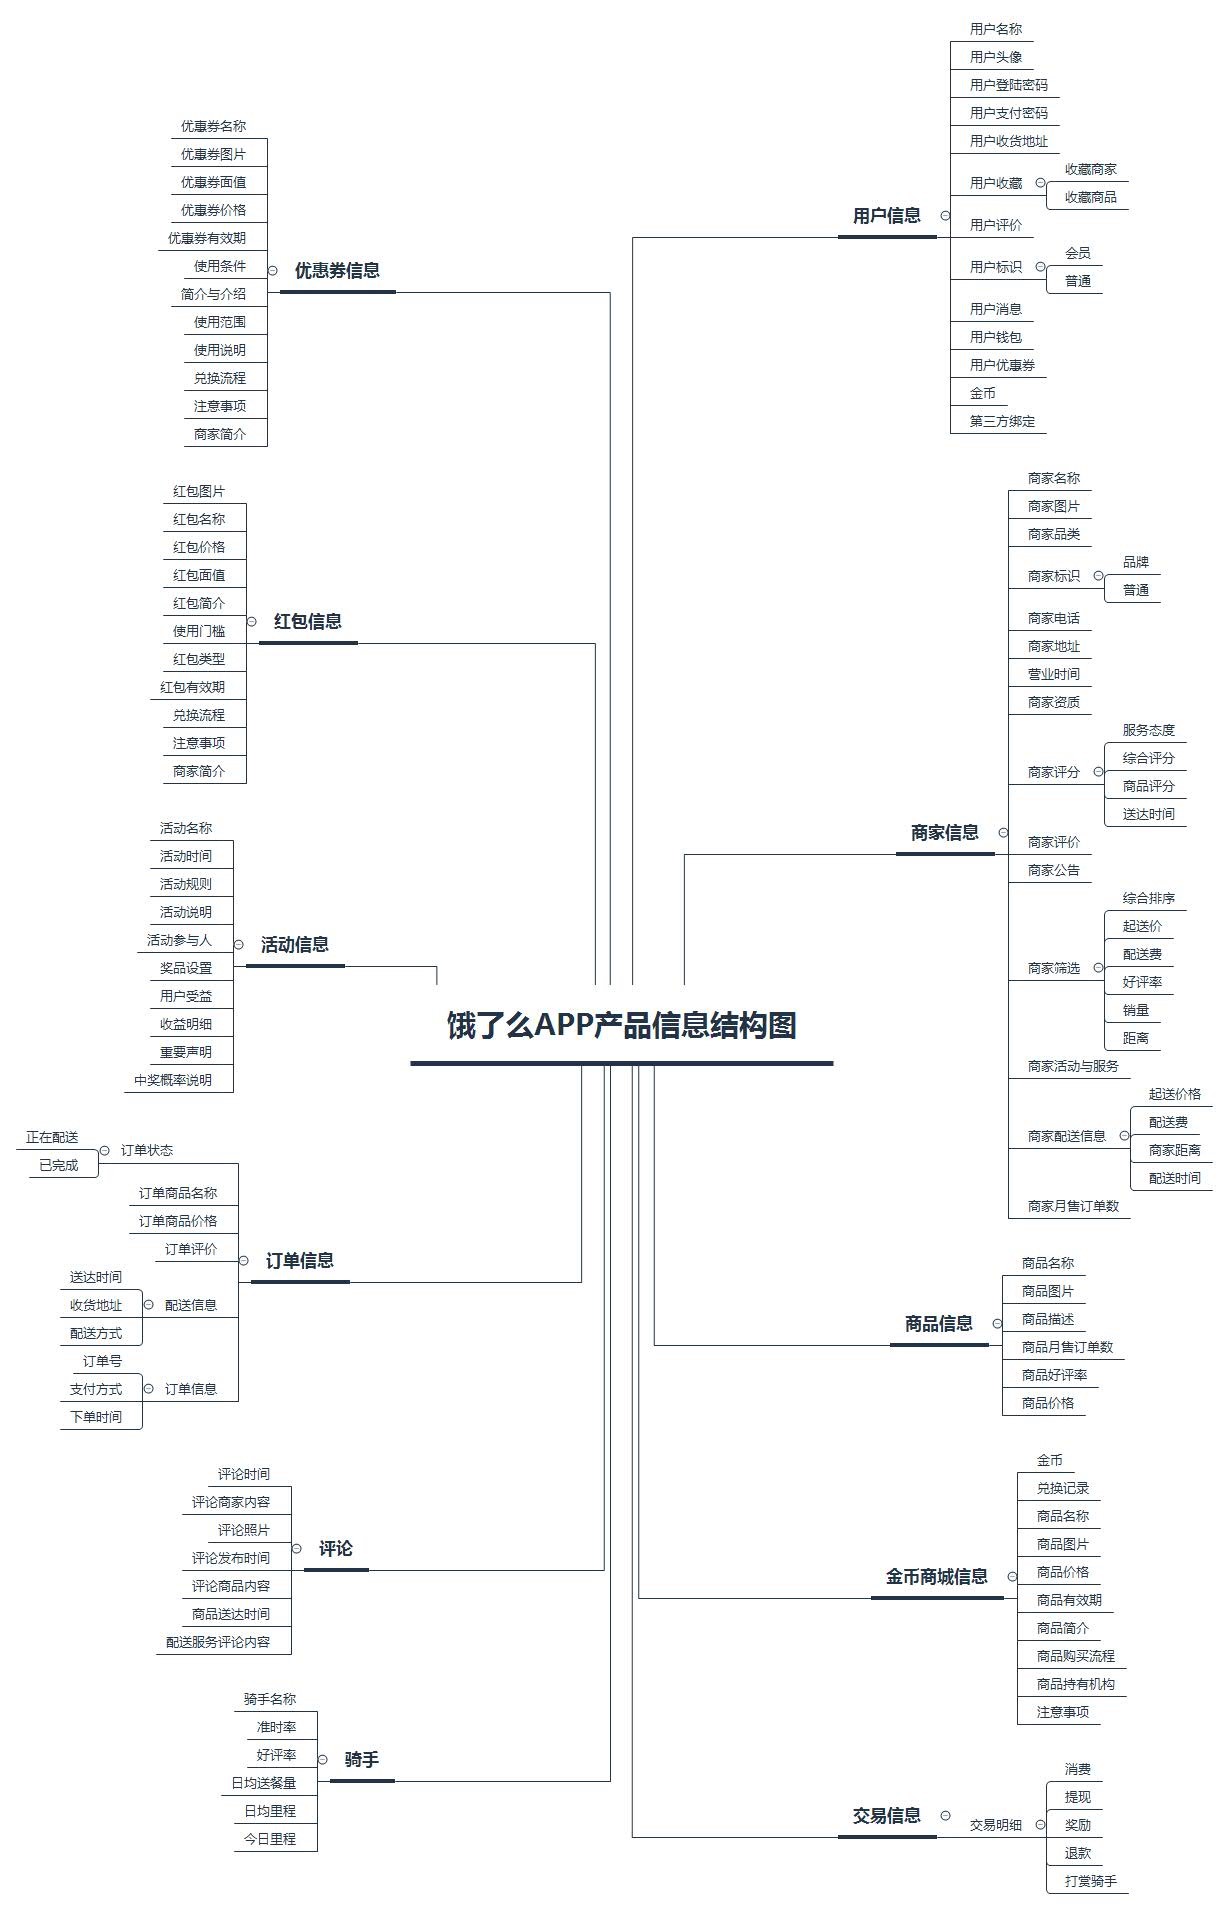 饿了么APP产品信息结构图
用户信息
用户名称
用户头像
用户登陆密码
用户支付密码
用户收货地址
用户收藏
收藏商家
收藏商品
用户评价
用户标识
会员
普通
用户消息
用户钱包
用户优惠券
金币
第三方绑定
商家信息
商家名称
商家图片
商家品类
商家标识
品牌
普通
商家电话
商家地址
营业时间
商家资质
商家评分
服务态度
综合评分
商品评分
送达时间
商家评价
商家公告
商家筛选
综合排序
起送价
配送费
好评率
销量
距离
商家活动与服务
商家配送信息
起送价格
配送费
商家距离
配送时间
商家月售订单数
商品信息
商品名称
商品图片
商品描述
商品月售订单数
商品好评率
商品价格
金币商城信息
金币
兑换记录
商品名称
商品图片
商品价格
商品有效期
商品简介
商品购买流程
商品持有机构
注意事项
交易信息
交易明细
消费
提现
奖励
退款
打赏骑手
优惠券信息
优惠券名称
优惠券图片
优惠券面值
优惠券价格
优惠券有效期
使用条件
简介与介绍
使用范围
使用说明
兑换流程
注意事项
商家简介
红包信息
红包图片
红包名称
红包价格
红包面值
红包简介
使用门槛
红包类型
红包有效期
兑换流程
注意事项
商家简介
活动信息
活动名称
活动时间
活动规则
活动说明
活动参与人
奖品设置
用户受益
收益明细
重要声明
中奖概率说明
订单信息
订单状态
正在配送
已完成
订单商品名称
订单商品价格
订单评价
配送信息
送达时间
收货地址
配送方式
订单信息
订单号
支付方式
下单时间
评论
评论时间
评论商家内容
评论照片
评论发布时间
评论商品内容
商品送达时间
配送服务评论内容
骑手
骑手名称
准时率
好评率
日均送餐量
日均里程
今日里程